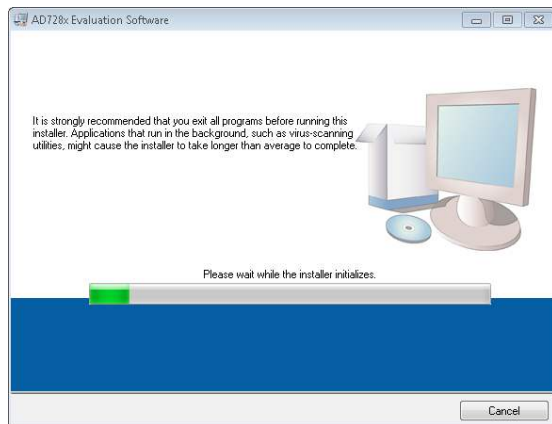 AD728x Evaluation Software
It is strongly recommended that you exit all programs before running this
installer. Applications that run in the background, such as virus-scanning
utilities, might cause the installer to take longer than average to complete.
Please wait while the installer initializes.
Cancel